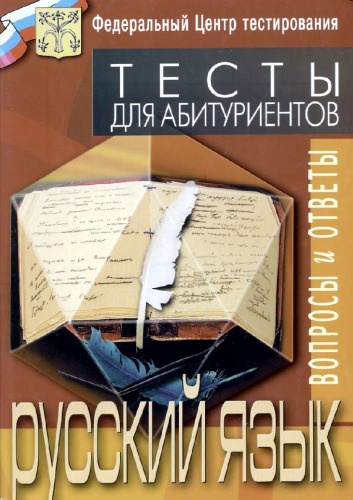 Федеральный Центр тестирования
ТЕСТЫ
ДЛЯ АБИТУРИЕНТОВ
ВОПРОСЫ и ОТВЕТЫ
РУССКИЙ ЯЗЫК